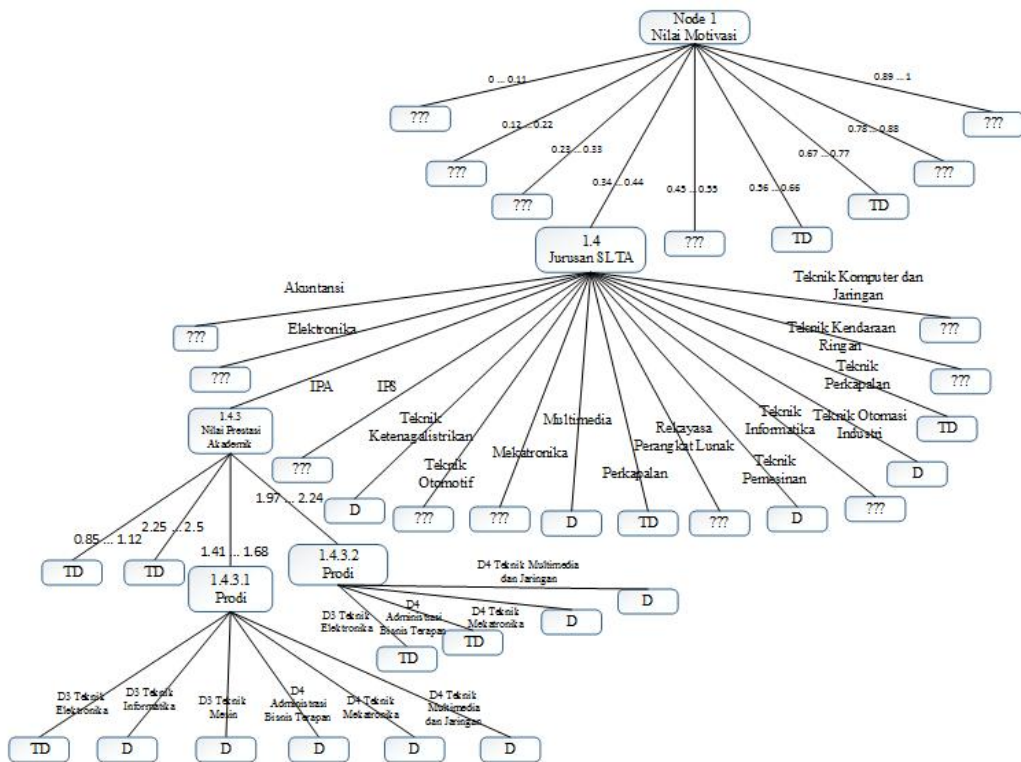 Node 1
Nilai Motivasi
0 ... 0.11
0.12 ... 0.22
0.23 ... 0.33
0.34 ... 0.44
0.45 ... 0.55
0.56 ... 0.66
0.67 ... 0.77
0.78 ... 0.88
0.89 ... 1
???
???
???
???
TD
TD
???
???
1.4
Jurusan SLTA
Akuntansi
Elektronika
IPA
IPS
Teknik
Ketenagalistrikan
Teknik
Otomotif
Mekatronika
Multimedia
Perkapalan
Rekayasa
Perangkat Lunak
Teknik
Pemesinan
Teknik
Informatika
Teknik Otomasi
Industri
Teknik
Perkapalan
Teknik Kendaraan
Ringan
Teknik Komputer dan
Jaringan
???
???
1.4.3
Nilai Prestasi
Akademik
???
D
???
???
D
TD
???
D
???
D
TD
???
???
0.85 ... 1.12
2.25 ... 2.5
1.41 ... 1.68
1.97 ... 2.24
TD
TD
1.4.3.1
Prodi
1.4.3.2
Prodi
D3 Teknik
Elektronika
D4
Administrasi
Bisnis Terapan
D4 Teknik
Mekatronika
D4 Teknik Multimedia
dan Jaringan
TD
TD
D
D
D3 Teknik
Elektronika
D3 Teknik
Informatika
D3 Teknik
Mesin
D4
Administrasi
Bisnis Terapan
D4 Teknik
Mekatronika
D4 Teknik
Multimedia
dan Jaringan
TD
D
D
D
D
D